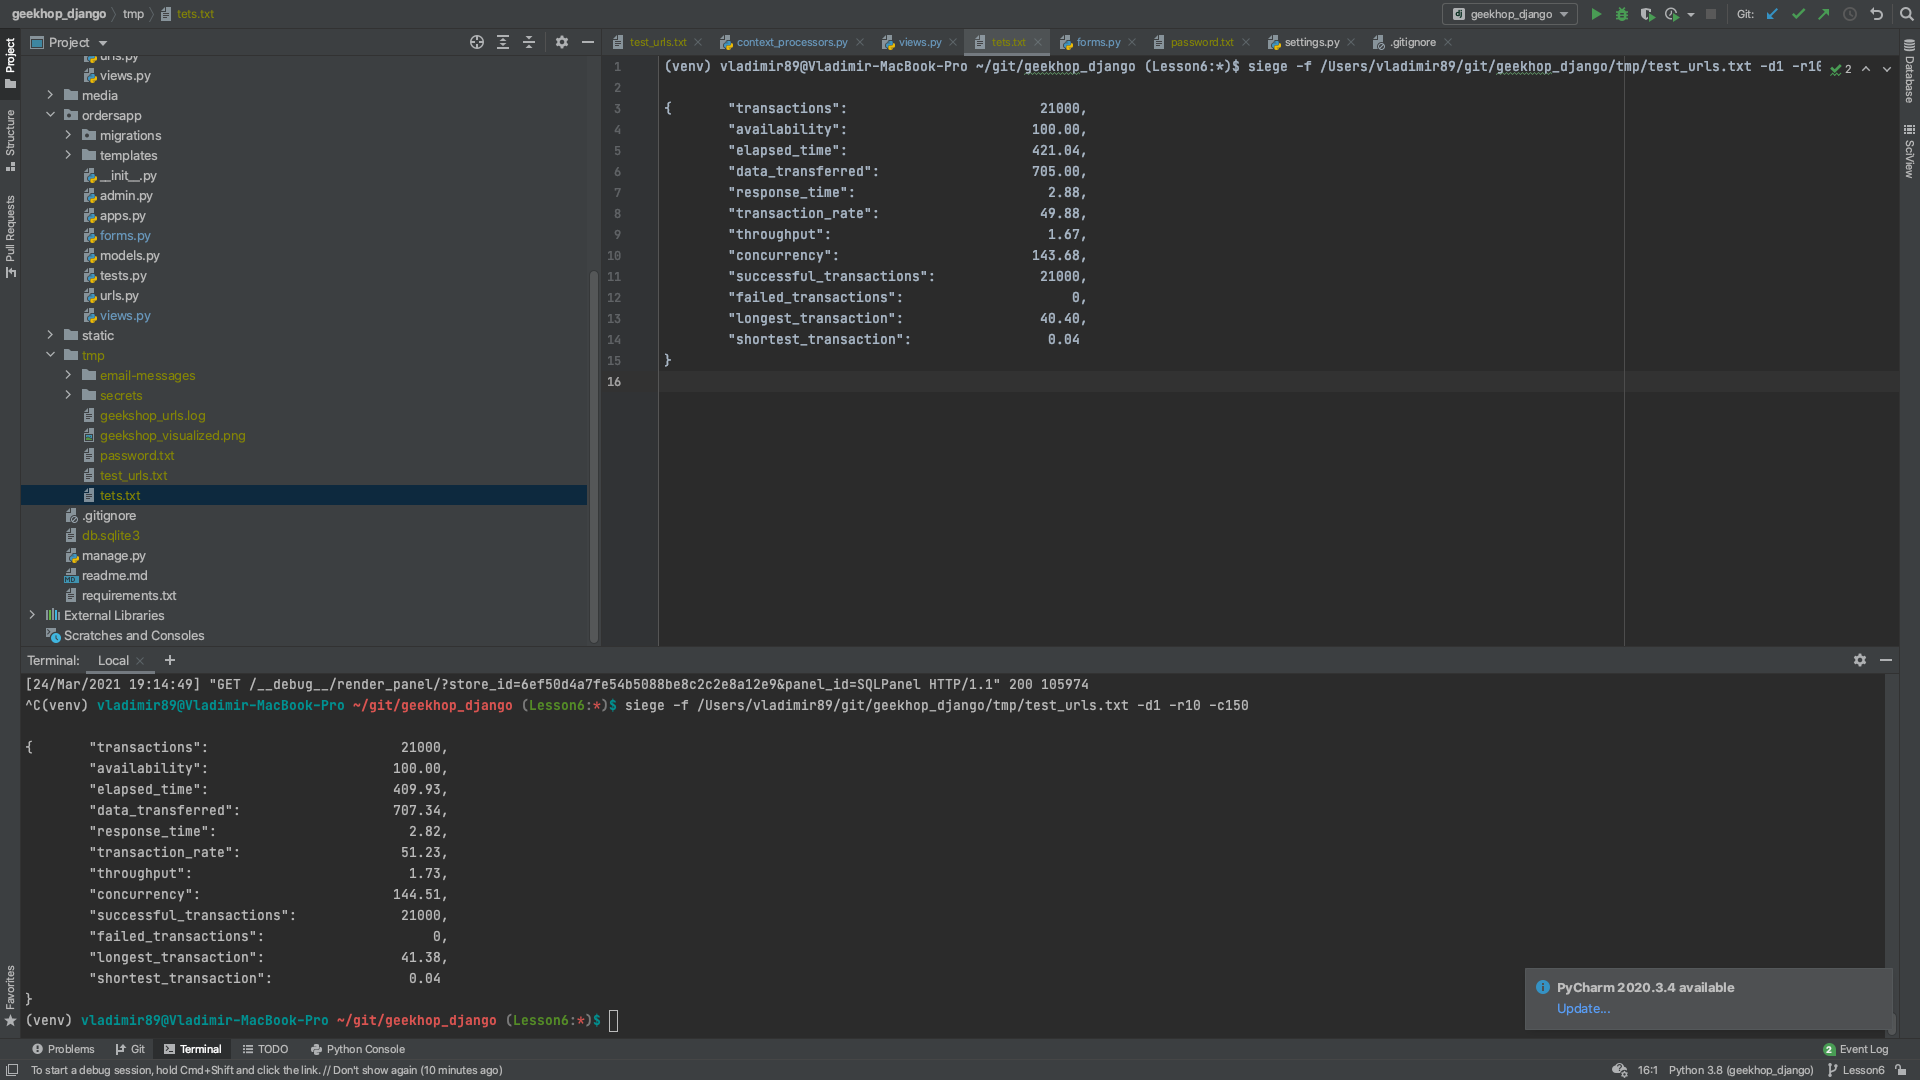 geekhop_django tmp tets.txt geekhop_django Git:
Project test_urls.txt context_processors.py views.py tets.txt forms.py password.txt settings.py .gitignore
urls.py
views.py
media
ordersapp
migrations
templates
__init__.py
admin.py
apps.py
forms.py
models.py
tests.py
urls.py
views.py
static
tmp
email-messages
secrets
geekshop_urls.log
geekshop_visualized.png
password.txt
test_urls.txt
tets.txt
.gitignore
db.sqlite3
manage.py
readme.md
requirements.txt
External Libraries
Scratches and Consoles
Project
Structure
Pull Requests
Favorites
1 (venv) vladimir89@Vladimir-MacBook-Pro ~/git/geekhop_django (Lesson6:*)$ siege -f /Users/vladimir89/git/geekhop_django/tmp/test_urls.txt -d1 -r10 2
2
3 { "transactions": 21000,
4 "availability": 100.00,
5 "elapsed_time": 421.04,
6 "data_transferred": 705.00,
7 "response_time": 2.88,
8 "transaction_rate": 49.88,
9 "throughput": 1.67,
10 "concurrency": 143.68,
11 "successful_transactions": 21000,
12 "failed_transactions": 0,
13 "longest_transaction": 40.40,
14 "shortest_transaction": 0.04
15 }
16
Database
SciView
Terminal: Local +
[24/Mar/2021 19:14:49] "GET /__debug__/render_panel/?store_id=6ef50d4a7fe54b5088be8c2c2e8a12e9&panel_id=SQLPanel HTTP/1.1" 200 105974
^C(venv) vladimir89@Vladimir-MacBook-Pro ~/git/geekhop_django (Lesson6:*)$ siege -f /Users/vladimir89/git/geekhop_django/tmp/test_urls.txt -d1 -r10 -c150
{ "transactions": 21000,
"availability": 100.00,
"elapsed_time": 409.93,
"data_transferred": 707.34,
"response_time": 2.82,
"transaction_rate": 51.23,
"throughput": 1.73,
"concurrency": 144.51,
"successful_transactions": 21000,
"failed_transactions": 0,
"longest_transaction": 41.38,
"shortest_transaction": 0.04
}
(venv) vladimir89@Vladimir-MacBook-Pro ~/git/geekhop_django (Lesson6:*)$
PyCharm 2020.3.4 available
Update...
Problems Git Terminal TODO Python Console 2 Event Log
To start a debug session, hold Cmd+Shift and click the link. // Don't show again (10 minutes ago) 16:1 Python 3.8 (geekhop_django) Lesson6